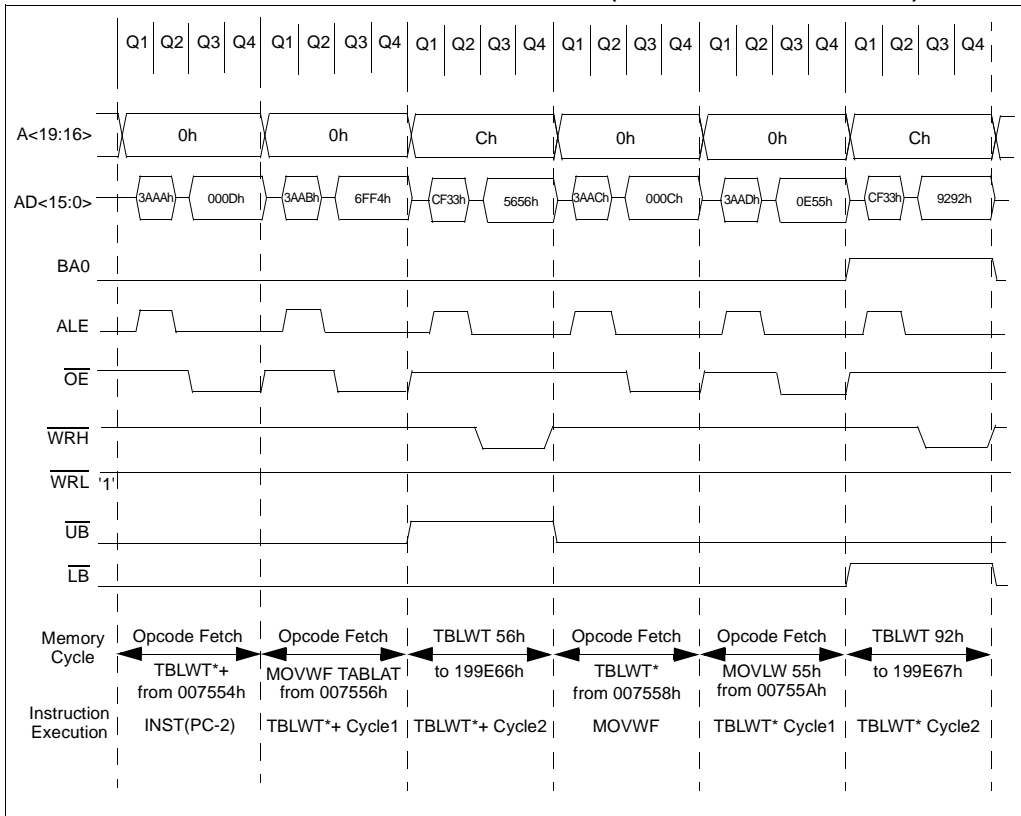 Q1 Q2 Q3 Q4 Q1 Q2 Q3 Q4 Q1 Q2 Q3 Q4 Q1 Q2 Q3 Q4 Q1 Q2 Q3 Q4 Q1 Q2 Q3 Q4
A<19:16> 0h 0h Ch 0h 0h Ch
AD<15:0> 3AAAh 000Dh 3AABh 6FF4h CF33h 5656h 3AACh 000Ch 3AADh 0E55h CF33h 9292h
BA0
ALE
OE
WRH
WRL '1'
UB
LB
Memory Cycle
Opcode Fetch
TBLWT*+
from 007554h
Opcode Fetch
MOVWF TABLAT
from 007556h
TBLWT 56h
to 199E66h
Opcode Fetch
TBLWT*
from 007558h
Opcode Fetch
MOVLW 55h
from 00755Ah
TBLWT 92h
to 199E67h
Instruction
Execution
INST(PC-2) TBLWT*+ Cycle1 TBLWT*+ Cycle2 MOVWF TBLWT* Cycle1 TBLWT* Cycle2